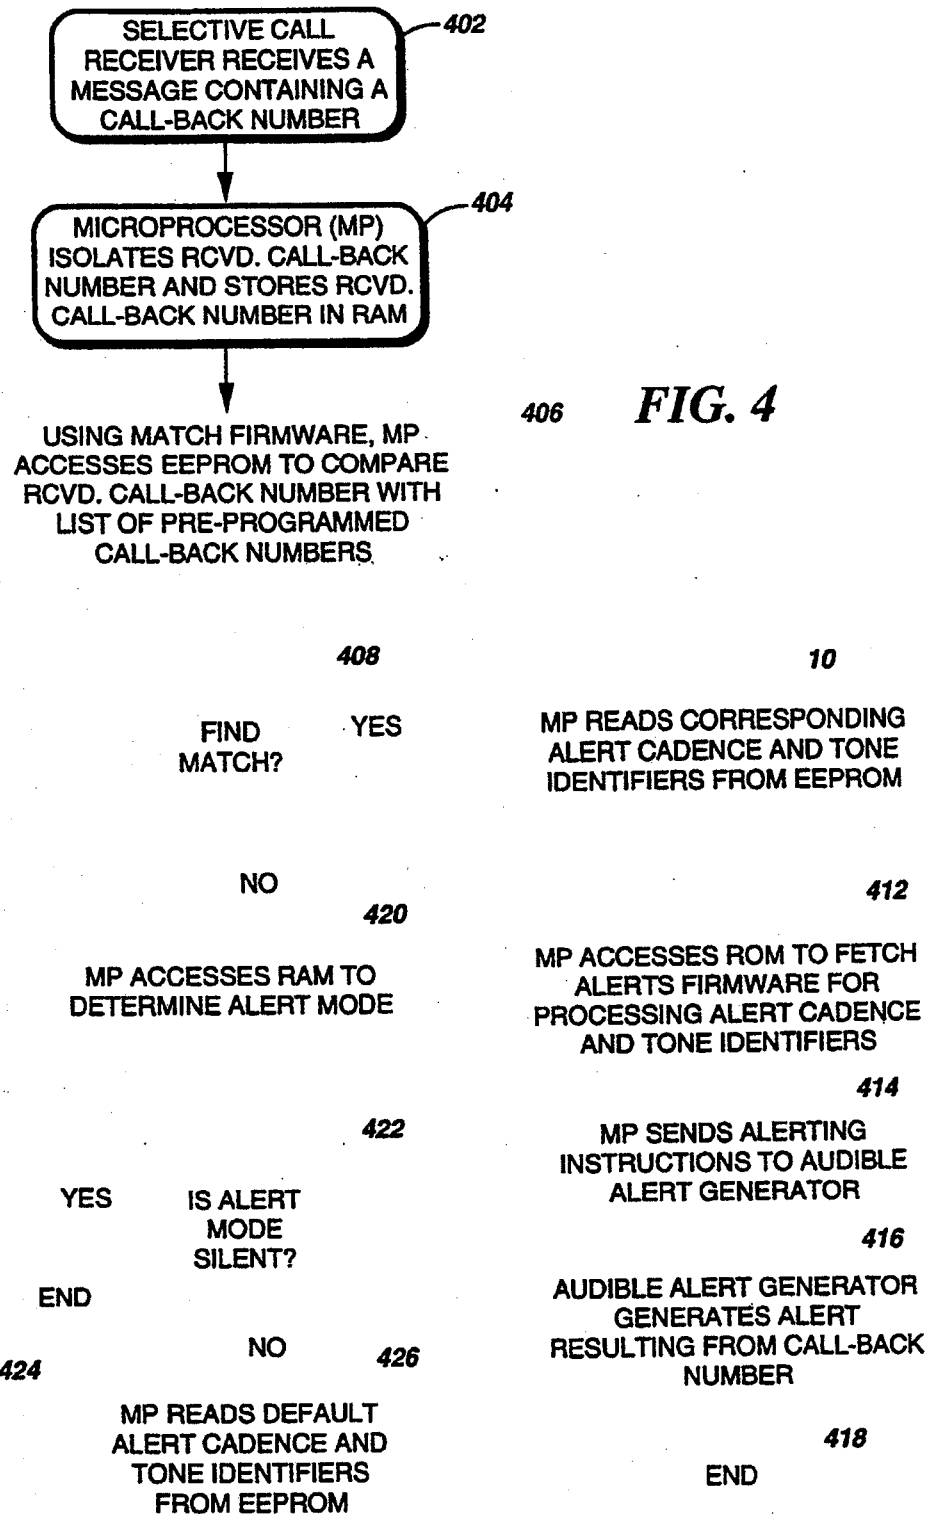 SELECTIVE CALL
RECEIVER RECEIVES A
MESSAGE CONTAINING A
CALL-BACK NUMBER
402
MICROPROCESSOR (MP)
ISOLATES RCVD. CALL-BACK
NUMBER AND STORES RCVD.
CALL-BACK NUMBER IN RAM
404
USING MATCH FIRMWARE, MP
ACCESSES EEPROM TO COMPARE
RCVD. CALL-BACK NUMBER WITH
LIST OF PRE-PROGRAMMED
CALL-BACK NUMBERS
406
FIG. 4
408
FIND
MATCH?
YES
10
MP READS CORRESPONDING
ALERT CADENCE AND TONE
IDENTIFIERS FROM EEPROM
NO
420
MP ACCESSES RAM TO
DETERMINE ALERT MODE
412
MP ACCESSES ROM TO FETCH
ALERTS FIRMWARE FOR
PROCESSING ALERT CADENCE
AND TONE IDENTIFIERS
414
MP SENDS ALERTING
INSTRUCTIONS TO AUDIBLE
ALERT GENERATOR
422
YES
IS ALERT
MODE
SILENT?
END
424
NO
426
MP READS DEFAULT
ALERT CADENCE AND
TONE IDENTIFIERS
FROM EEPROM
416
AUDIBLE ALERT GENERATOR
GENERATES ALERT
RESULTING FROM CALL-BACK
NUMBER
418
END